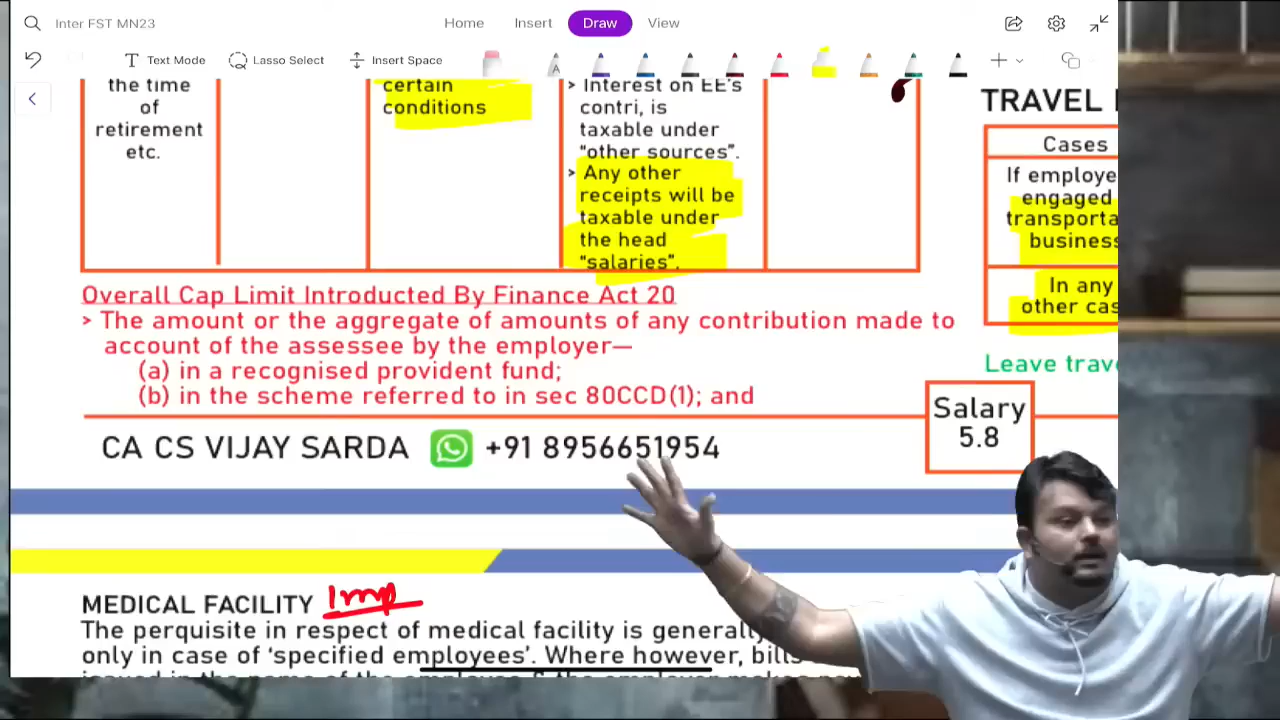 Inter FST MN23
Home Insert Draw View
Text Mode Lasso Select Insert Space
the time
of
retirement
etc.
certain
conditions
> Interest on EE's
contri, is
taxable under
"other sources".
> Any other
receipts will be
taxable under
the head
"salaries".
TRAVEL
Cases
If employe
engaged
transporta
business
In any
other cas
Leave trave
Overall Cap Limit Introducted By Finance Act 20
> The amount or the aggregate of amounts of any contribution made to
account of the assessee by the employer—
(a) in a recognised provident fund;
(b) in the scheme referred to in sec 80CCD(1); and
Salary
5.8
CA CS VIJAY SARDA +91 8956651954
MEDICAL FACILITY Imp
The perquisite in respect of medical facility is generally
only in case of 'specified employees'. Where however, bills